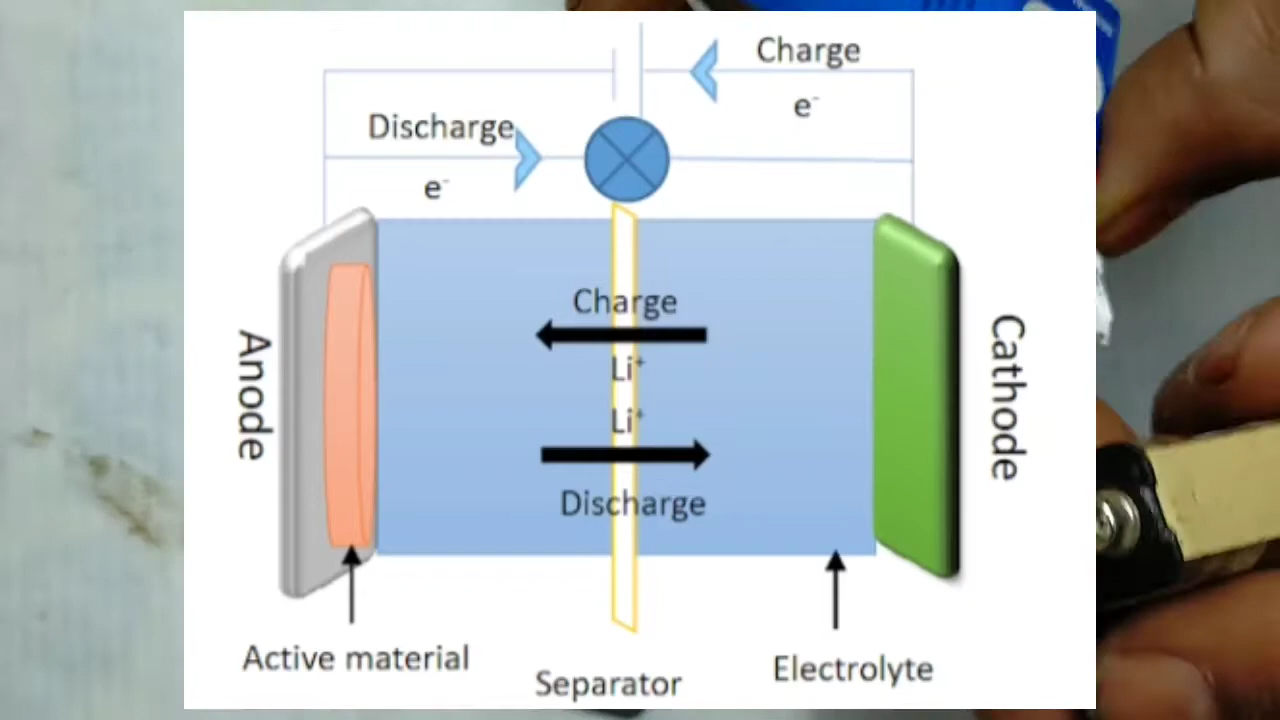 Charge
e⁻
Discharge
e⁻
Charge
Li⁺
Li⁺
Discharge
Anode
Cathode
Active material
Separator
Electrolyte